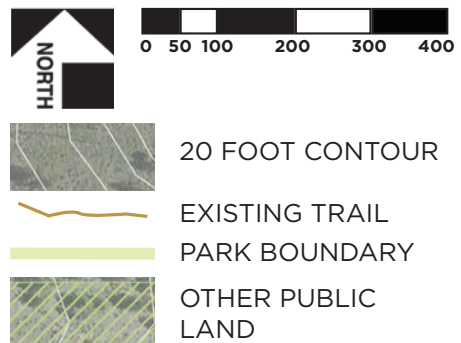 NORTH
0 50 100 200 300 400
20 FOOT CONTOUR
EXISTING TRAIL
PARK BOUNDARY
OTHER PUBLIC
LAND